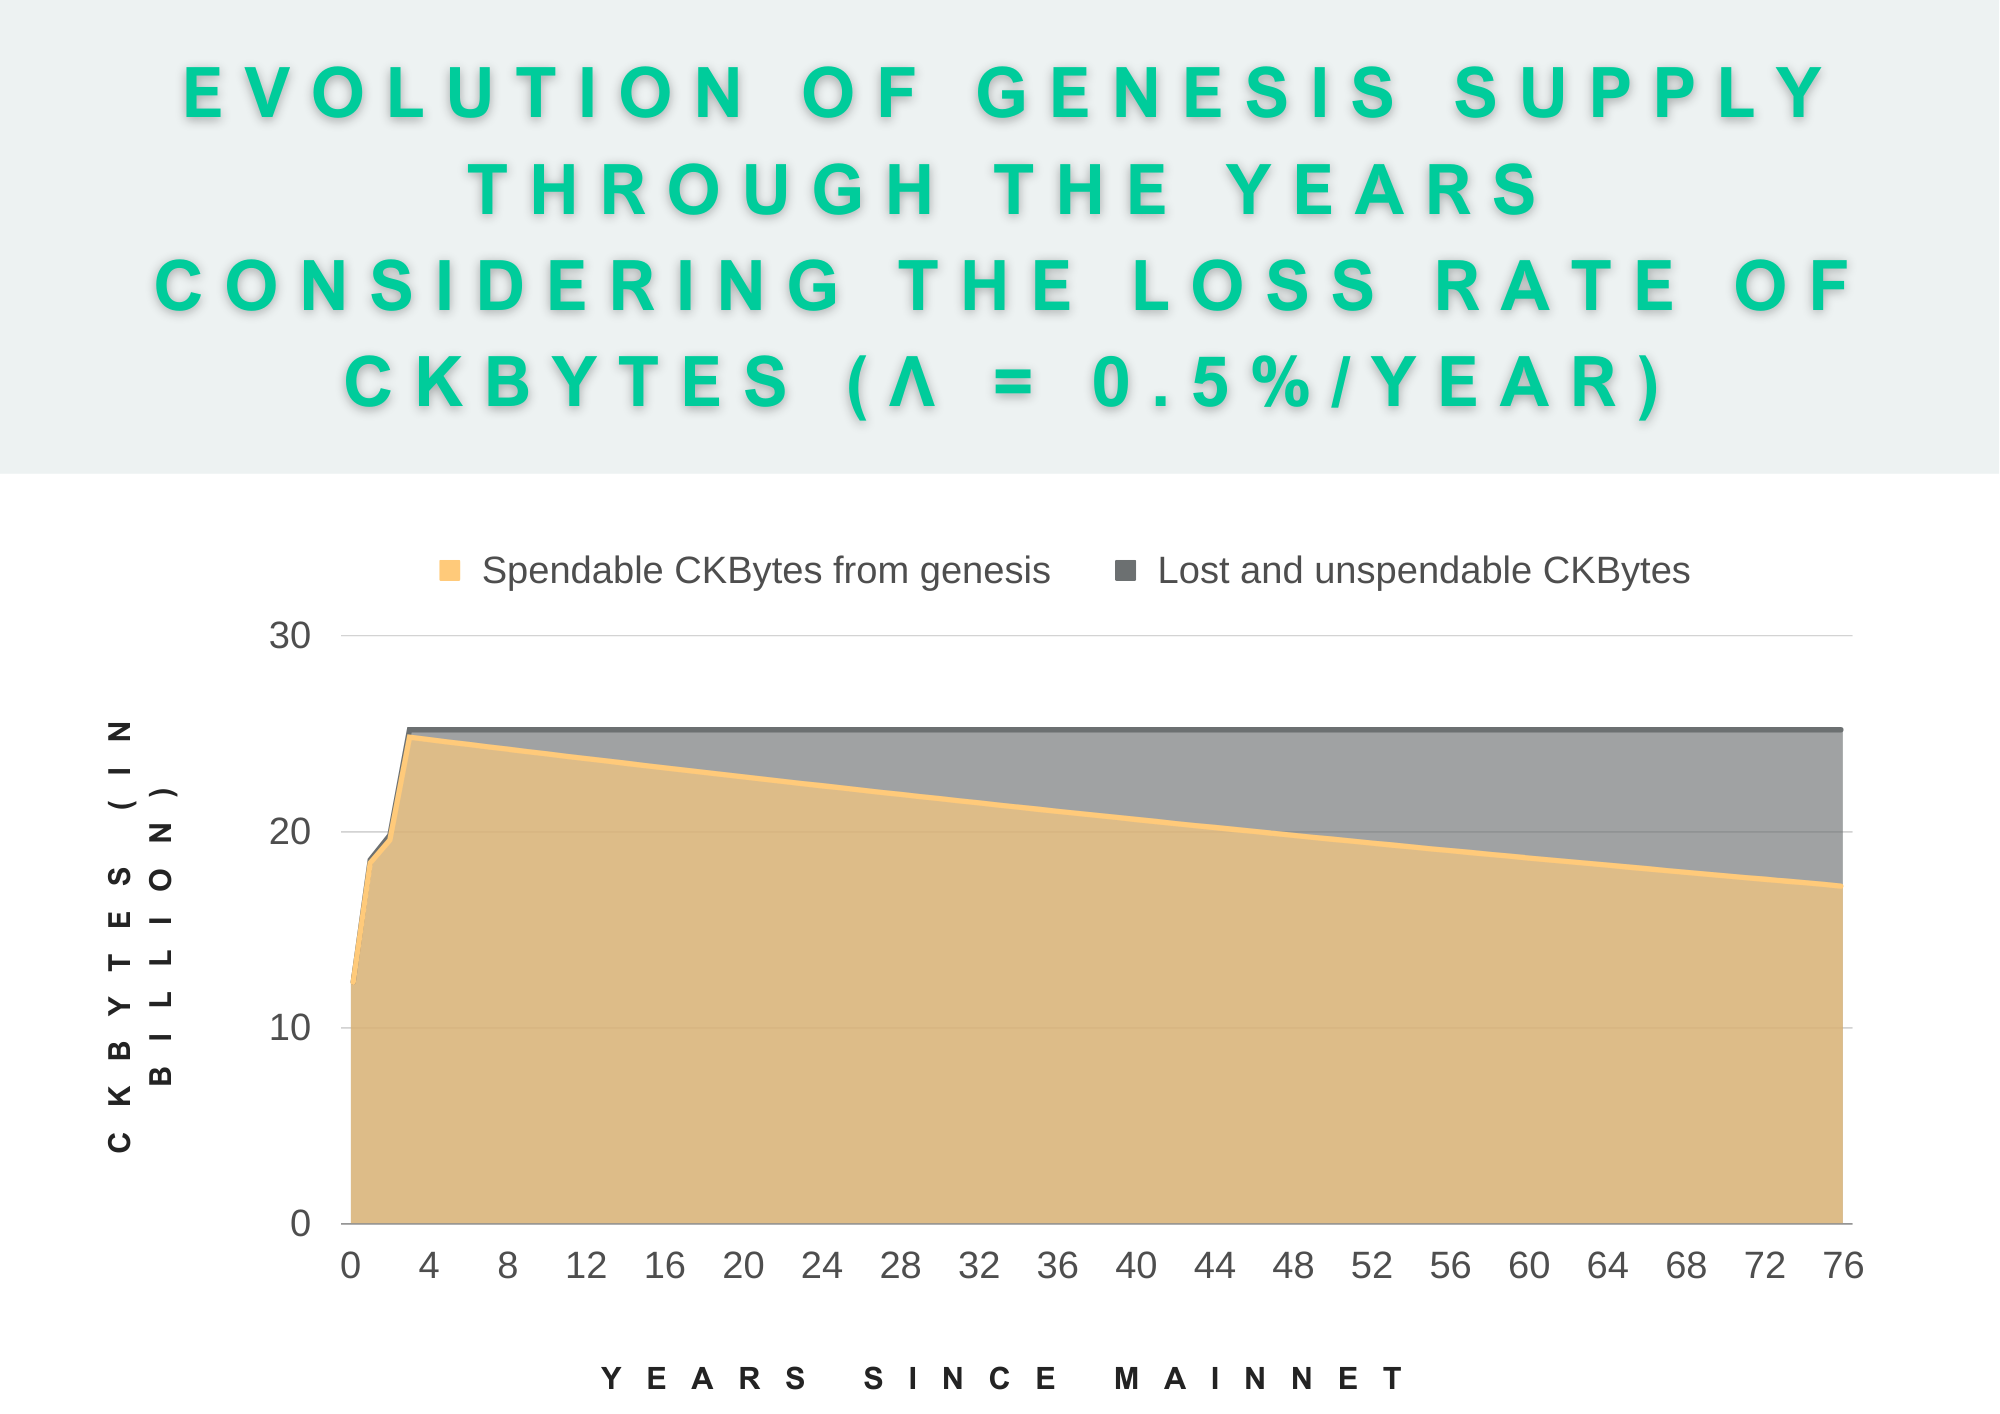 EVOLUTION OF GENESIS SUPPLY
THROUGH THE YEARS
CONSIDERING THE LOSS RATE OF
CKBYTES (Λ = 0.5%/YEAR)
Spendable CKBytes from genesis
Lost and unspendable CKBytes
30
20
10
0
CKBYTES (IN
BILLION)
0 4 8 12 16 20 24 28 32 36 40 44 48 52 56 60 64 68 72 76
YEARS SINCE MAINNET